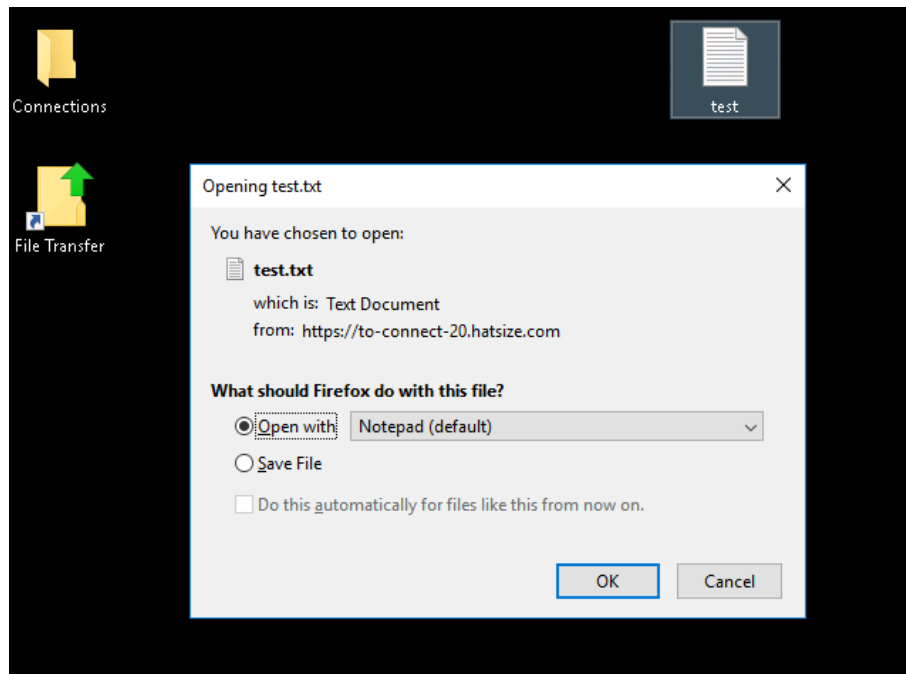 Connections
test
File Transfer
Opening test.txt
You have chosen to open:
test.txt
which is: Text Document
from: https://to-connect-20.hatsize.com
What should Firefox do with this file?
Open with Notepad (default)
Save File
Do this automatically for files like this from now on.
OK Cancel